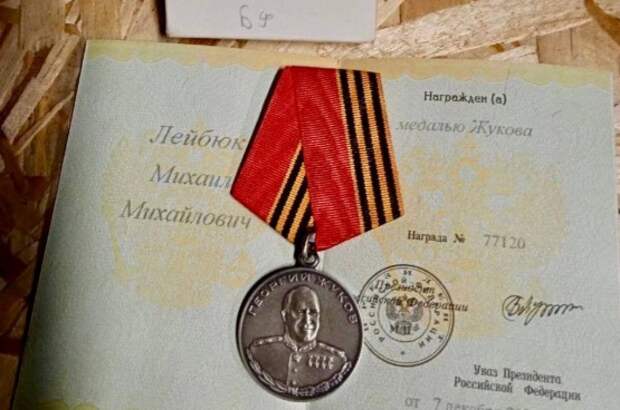 Лейбюк
Михаил
Михайлович
Награжден (а)
медалью Жукова
Награда № 77120
ГЕОРГИЙ ЖУКОВ
Президент
Российской Федерации
М.П.
Указ Президента
Российской Федерации
от 7 декабр